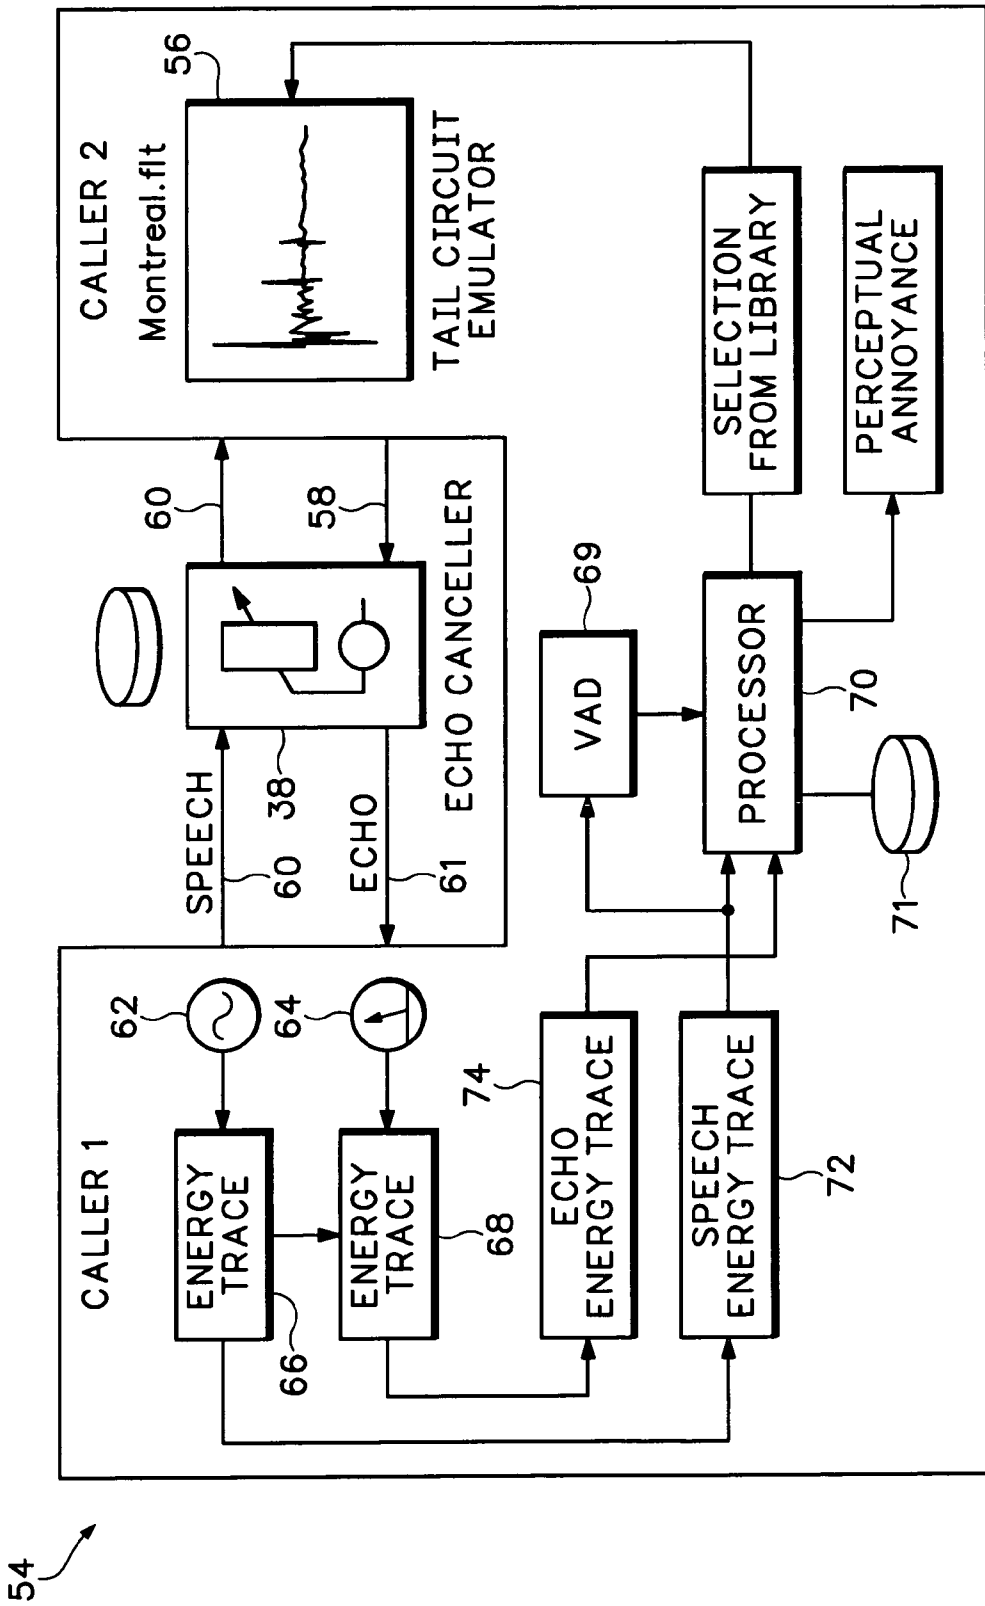 54
CALLER 1
62
64
ENERGY
TRACE
66
ENERGY
TRACE
68
ECHO
ENERGY TRACE
74
SPEECH
ENERGY TRACE
72
SPEECH
60
ECHO
61
38
ECHO CANCELLER
60
58
CALLER 2
Montreal.flt
56
TAIL CIRCUIT
EMULATOR
VAD
69
PROCESSOR
70
71
SELECTION
FROM LIBRARY
PERCEPTUAL
ANNOYANCE